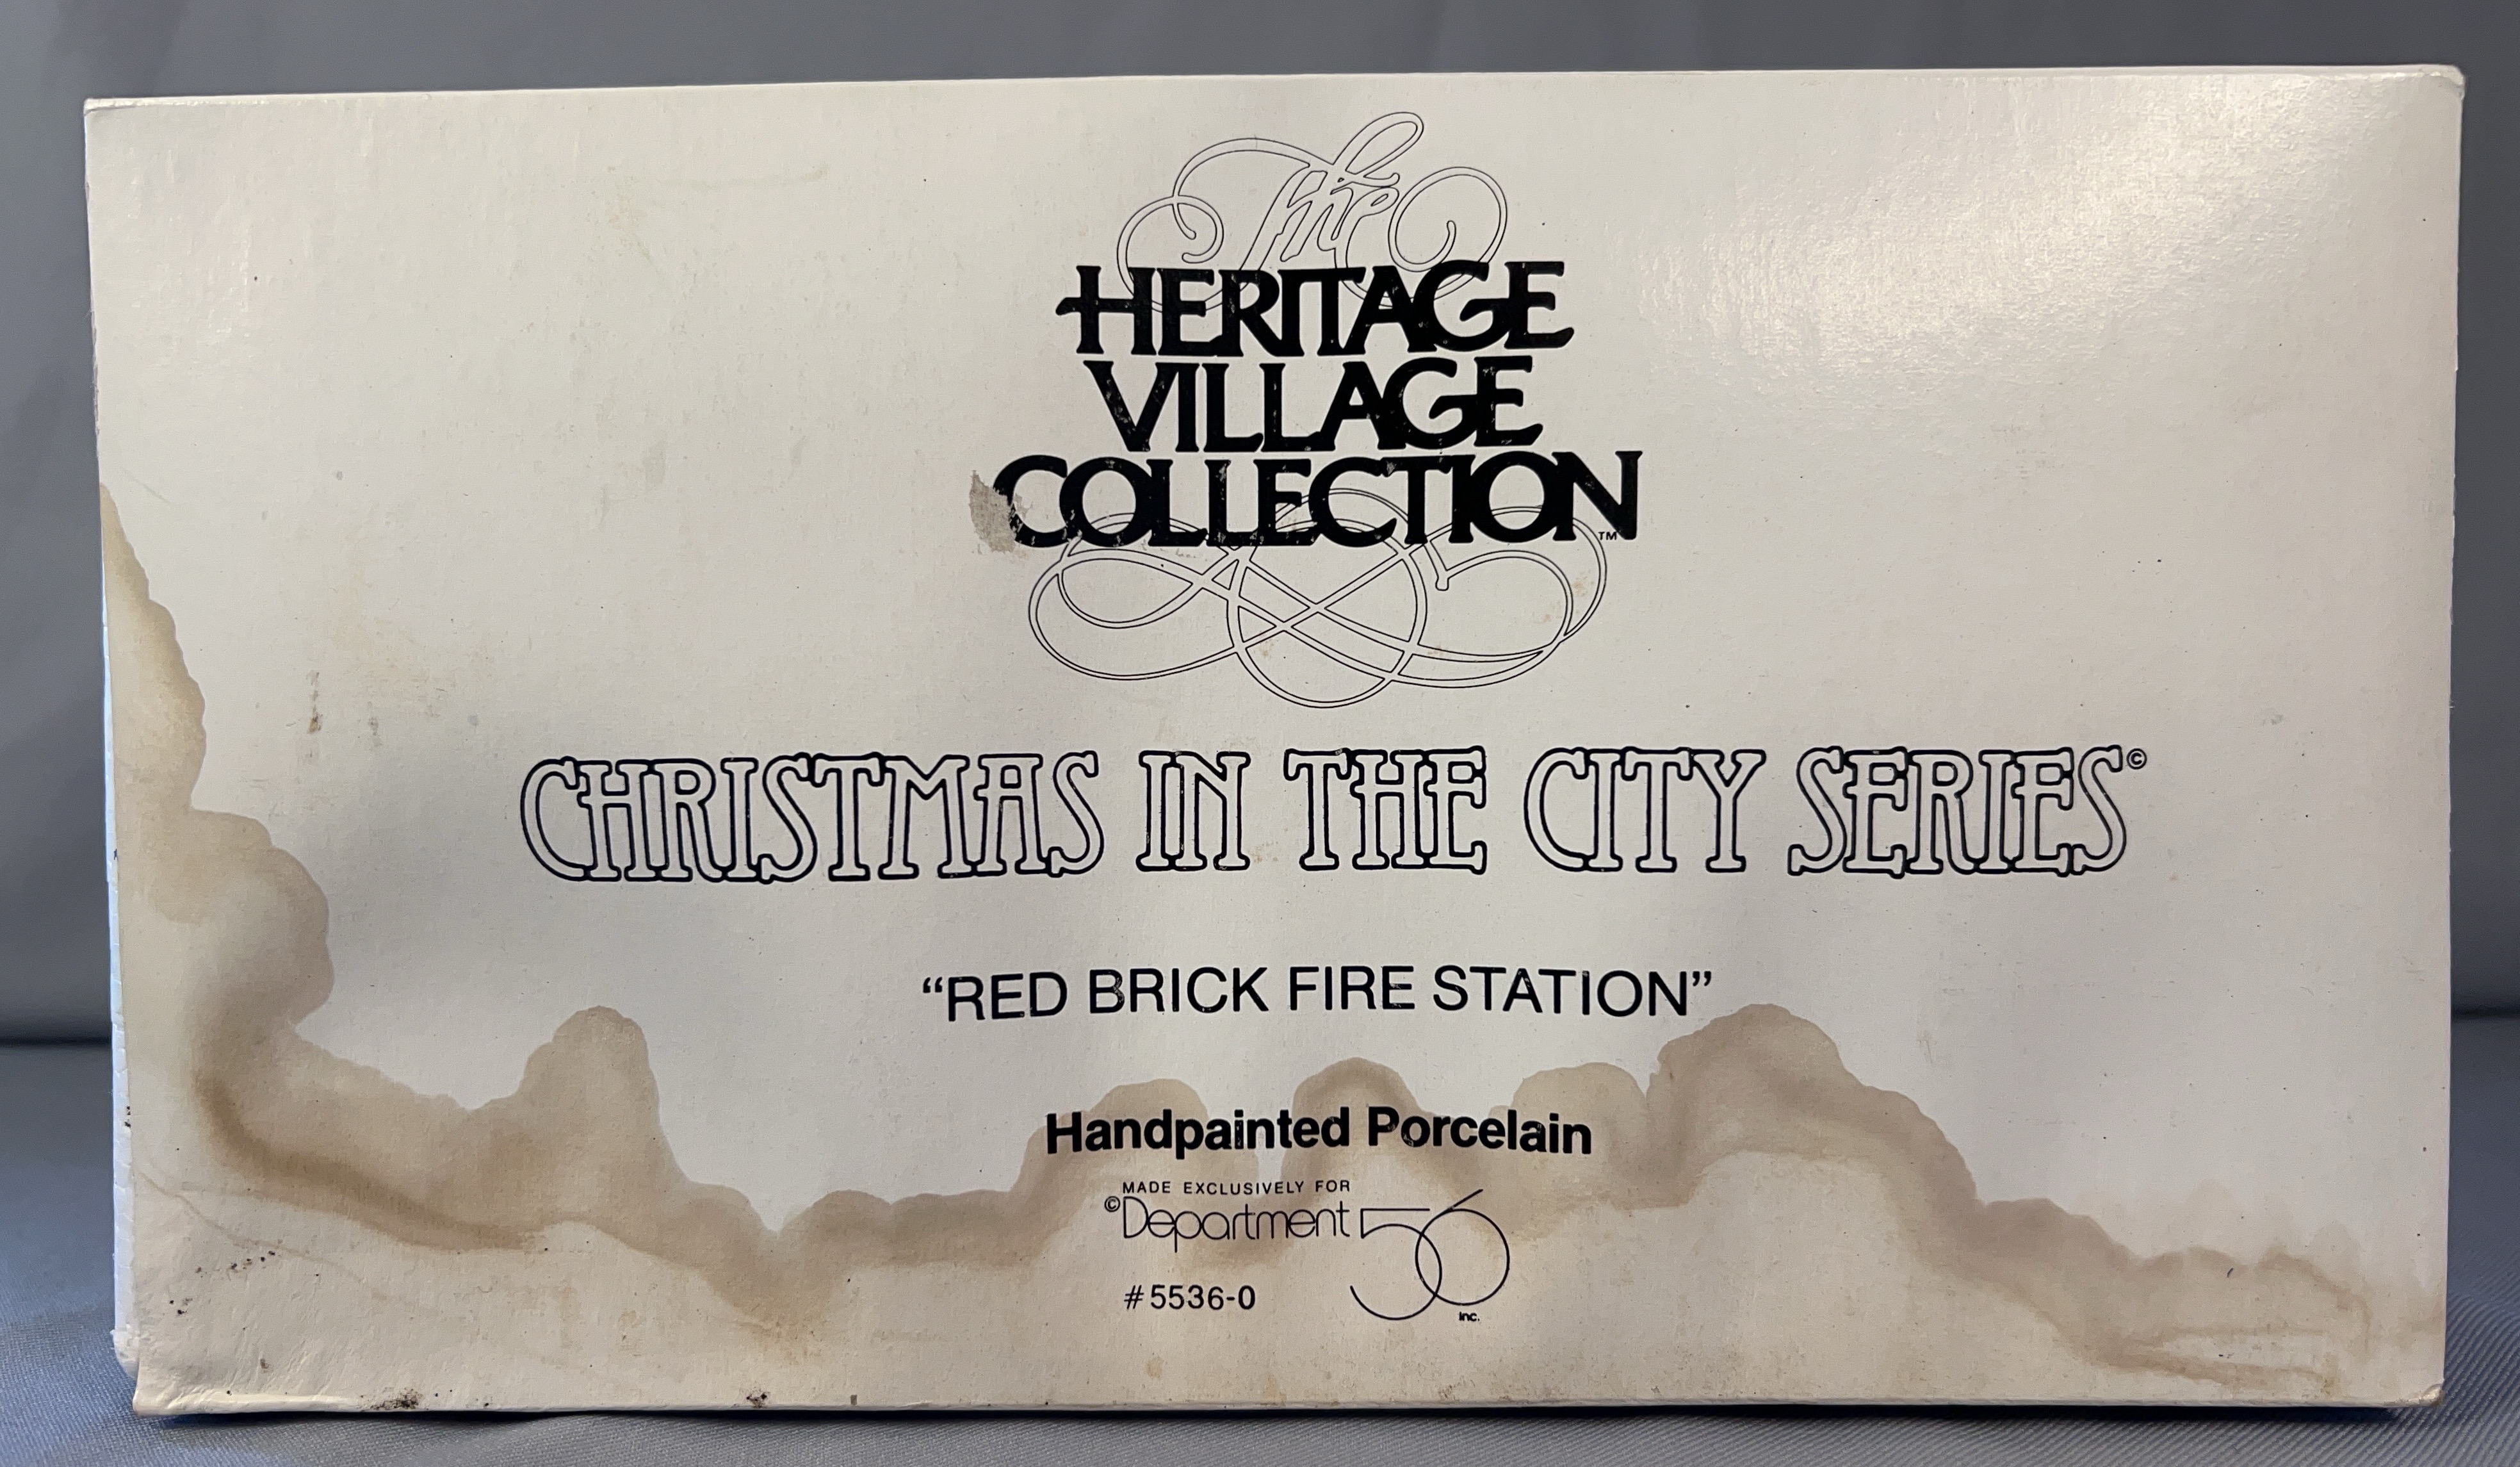 The
HERITAGE
VILLAGE
COLLECTION™
CHRISTMAS IN THE CITY SERIES©
“RED BRICK FIRE STATION”
Handpainted Porcelain
MADE EXCLUSIVELY FOR
©Department 56
inc.
#5536-0